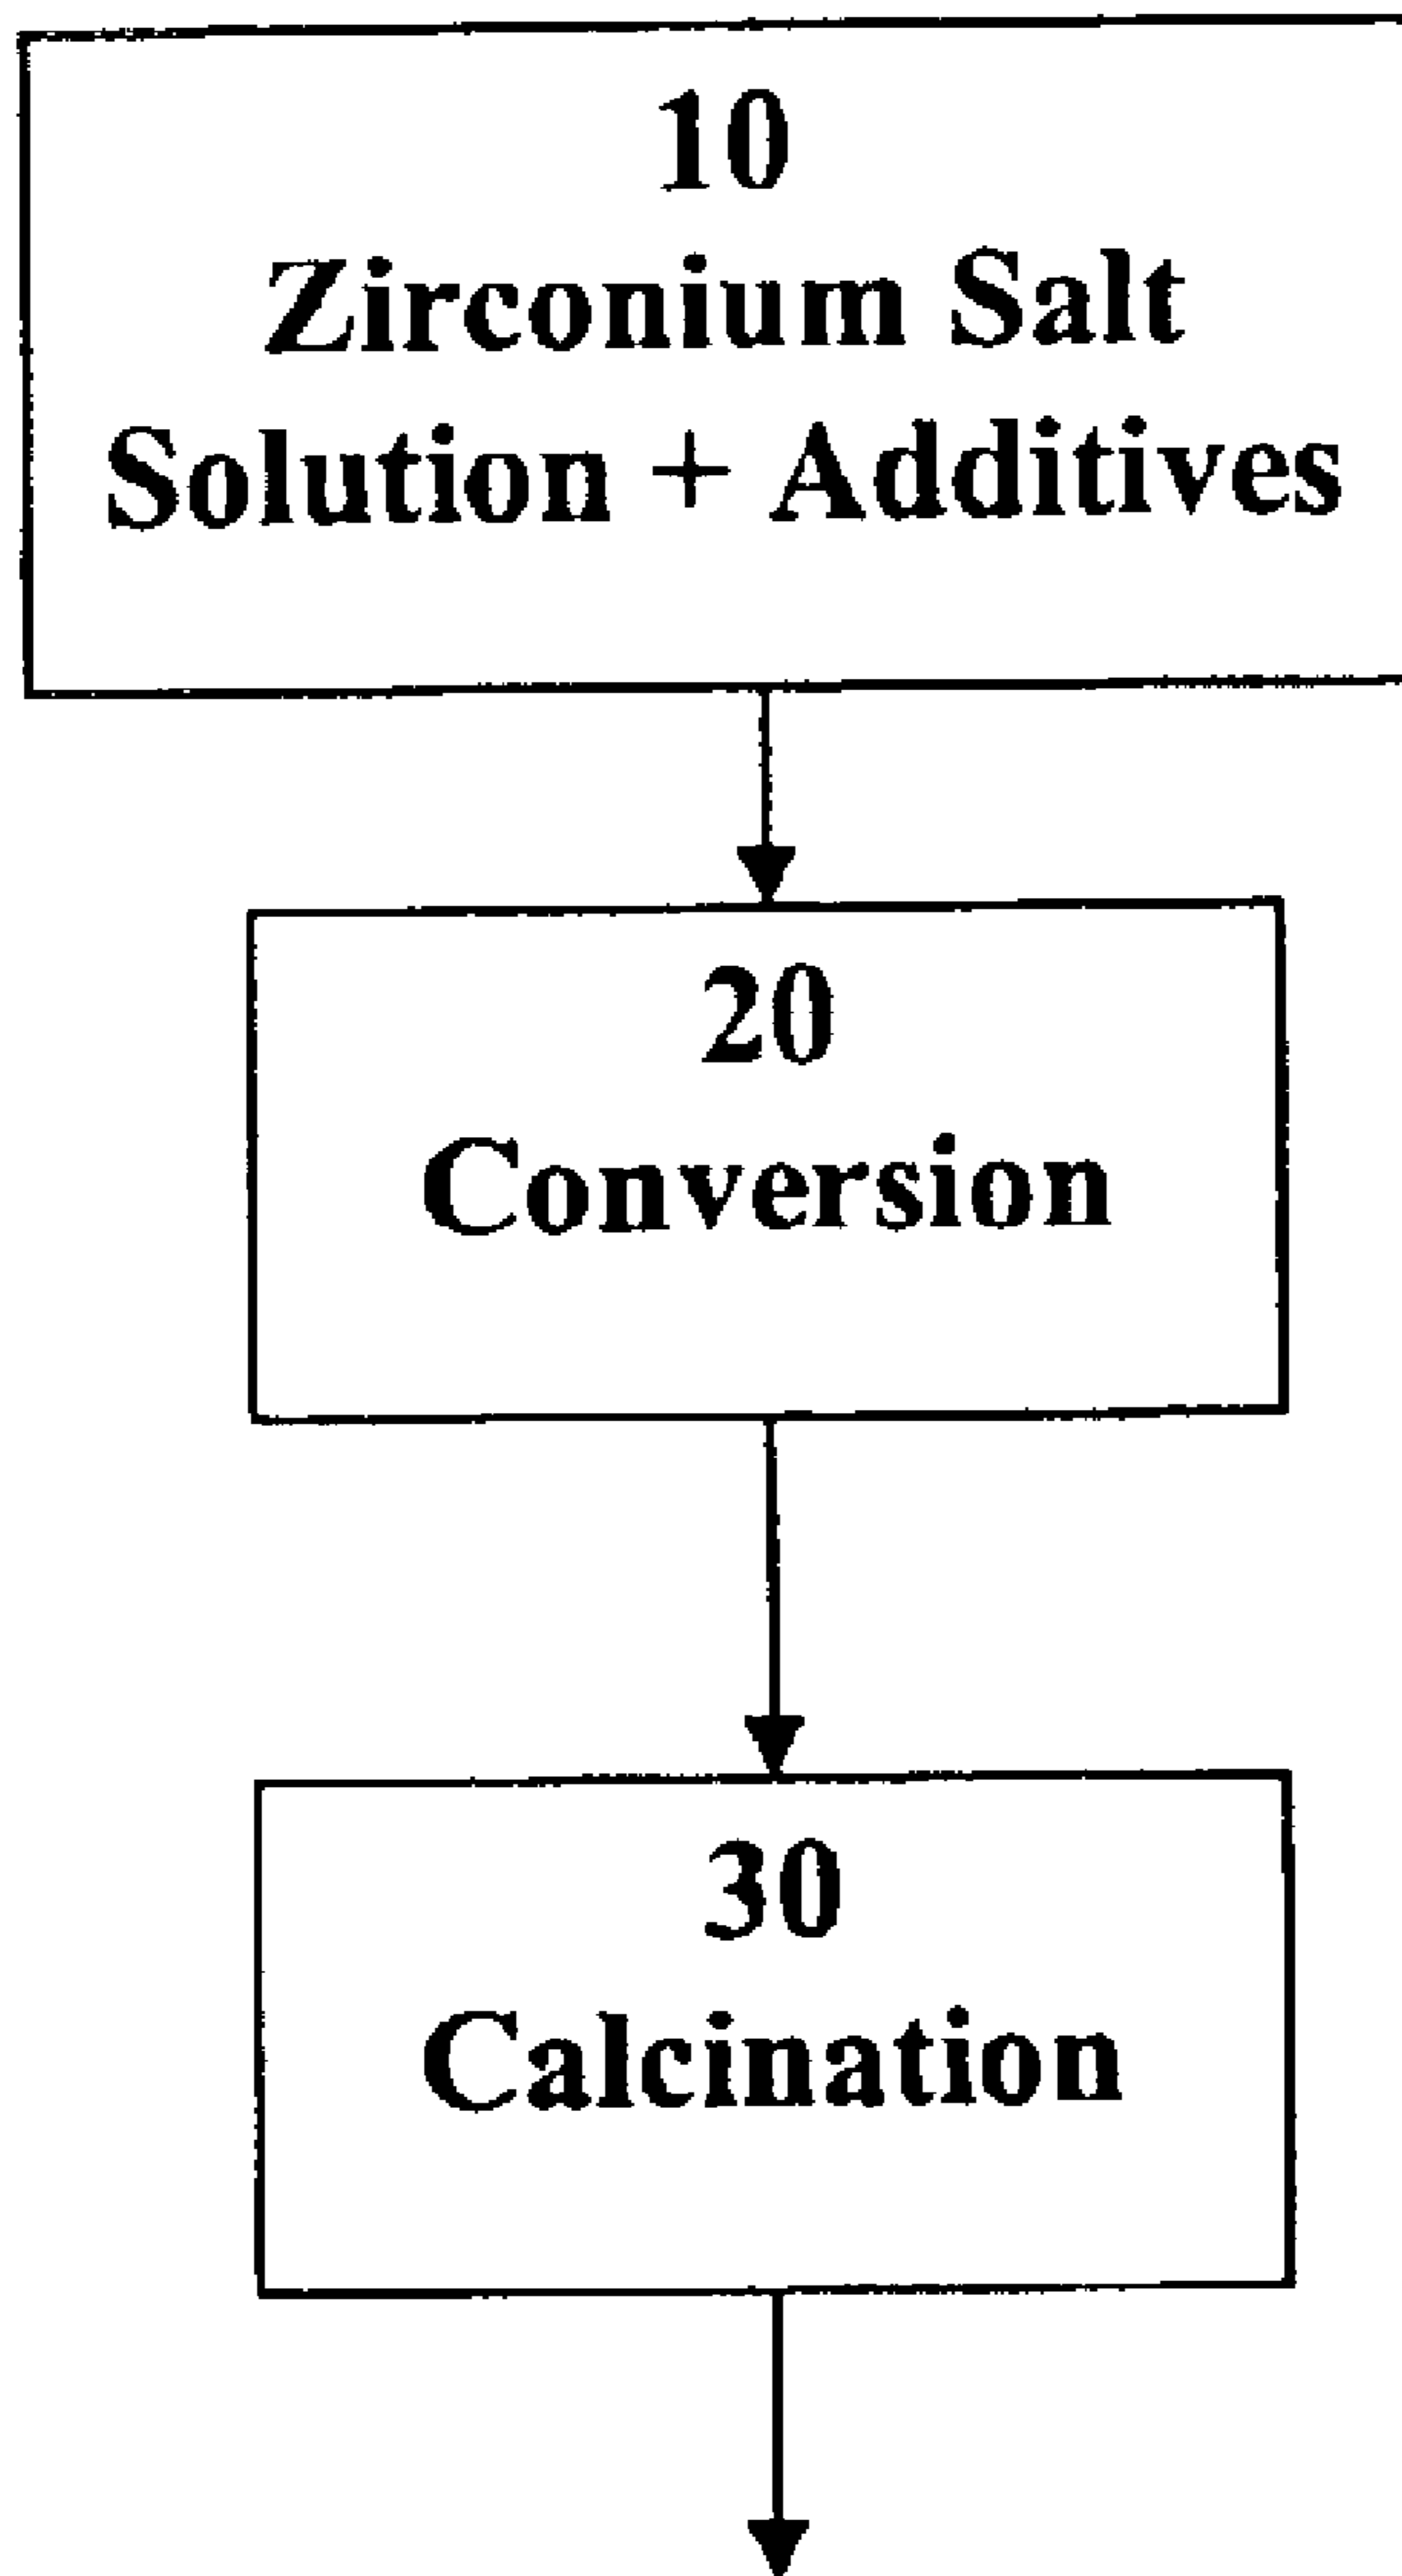 10
Zirconium Salt
Solution + Additives
20
Conversion
30
Calcination